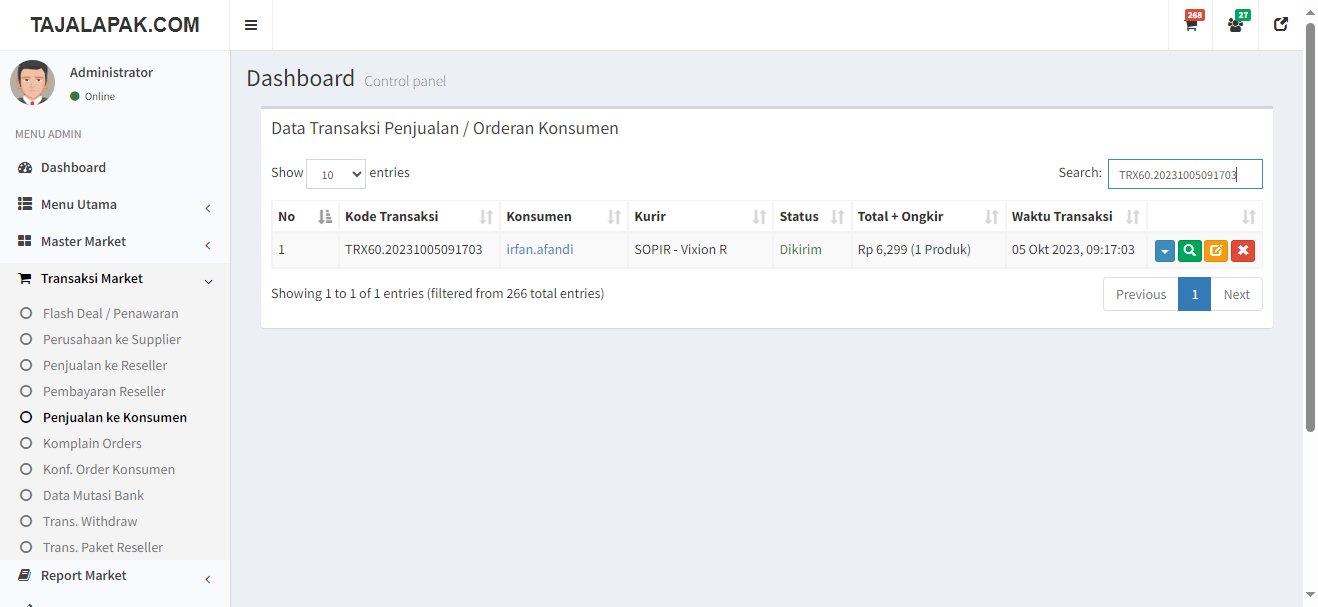 TAJALAPAK.COM
268
27
Administrator
Online
MENU ADMIN
Dashboard
Menu Utama
Master Market
Transaksi Market
Flash Deal / Penawaran
Perusahaan ke Supplier
Penjualan ke Reseller
Pembayaran Reseller
Penjualan ke Konsumen
Komplain Orders
Konf. Order Konsumen
Data Mutasi Bank
Trans. Withdraw
Trans. Paket Reseller
Report Market
Dashboard Control panel
Data Transaksi Penjualan / Orderan Konsumen
Show 10 entries
Search: TRX60.20231005091703
No Kode Transaksi Konsumen Kurir Status Total + Ongkir Waktu Transaksi
1 TRX60.20231005091703 irfan.afandi SOPIR - Vixion R Dikirim Rp 6,299 (1 Produk) 05 Okt 2023, 09:17:03
Showing 1 to 1 of 1 entries (filtered from 266 total entries)
Previous 1 Next